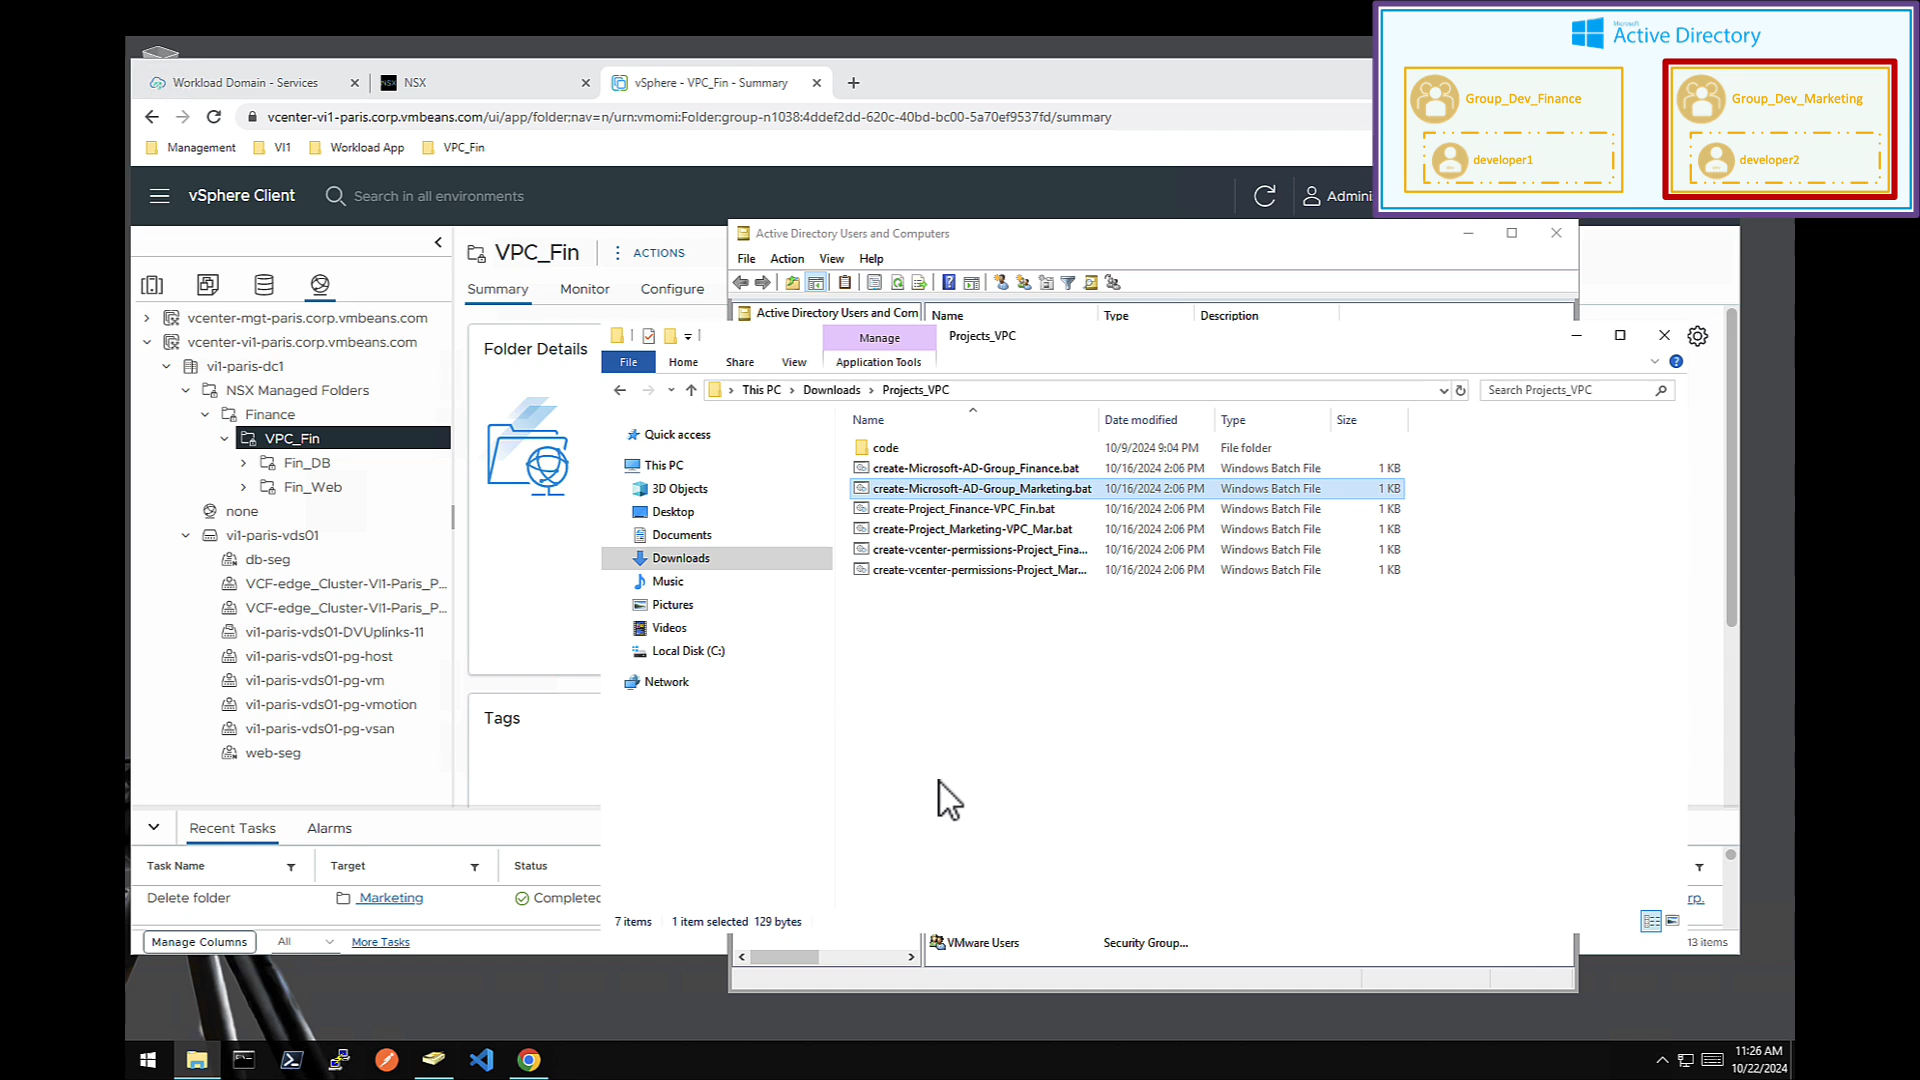 Microsoft
Active Directory
Group_Dev_Finance
developer1
Group_Dev_Marketing
developer2
Workload Domain - Services
NSX
NSX
vSphere - VPC_Fin - Summary
vcenter-vi1-paris.corp.vmbeans.com/ui/app/folder;nav=n/urn:vmomi:Folder:group-n1038:4ddef2dd-620c-40bd-bc00-5a70ef9537fd/summary
Management
VI1
Workload App
VPC_Fin
vSphere Client
Search in all environments
Admini
VPC_Fin
ACTIONS
Summary
Monitor
Configure
vcenter-mgt-paris.corp.vmbeans.com
vcenter-vi1-paris.corp.vmbeans.com
vi1-paris-dc1
NSX Managed Folders
Finance
VPC_Fin
Fin_DB
Fin_Web
none
vi1-paris-vds01
db-seg
VCF-edge_Cluster-VI1-Paris_P...
VCF-edge_Cluster-VI1-Paris_P...
vi1-paris-vds01-DVUplinks-11
vi1-paris-vds01-pg-host
vi1-paris-vds01-pg-vm
vi1-paris-vds01-pg-vmotion
vi1-paris-vds01-pg-vsan
web-seg
Folder Details
Tags
Active Directory Users and Computers
File Action View Help
Active Directory Users and Com
Name Type Description
Manage
Projects_VPC
File Home Share View Application Tools
This PC > Downloads > Projects_VPC
Search Projects_VPC
Quick access
This PC
3D Objects
Desktop
Documents
Downloads
Music
Pictures
Videos
Local Disk (C:)
Network
Name Date modified Type Size
code 10/9/2024 9:04 PM File folder
create-Microsoft-AD-Group_Finance.bat 10/16/2024 2:06 PM Windows Batch File 1 KB
create-Microsoft-AD-Group_Marketing.bat 10/16/2024 2:06 PM Windows Batch File 1 KB
create-Project_Finance-VPC_Fin.bat 10/16/2024 2:06 PM Windows Batch File 1 KB
create-Project_Marketing-VPC_Mar.bat 10/16/2024 2:06 PM Windows Batch File 1 KB
create-vcenter-permissions-Project_Fina... 10/16/2024 2:06 PM Windows Batch File 1 KB
create-vcenter-permissions-Project_Mar... 10/16/2024 2:06 PM Windows Batch File 1 KB
7 items 1 item selected 129 bytes
VMware Users Security Group...
Recent Tasks Alarms
Task Name Target Status
Delete folder Marketing Completed
rp.
Manage Columns All More Tasks
13 items
11:26 AM
10/22/2024